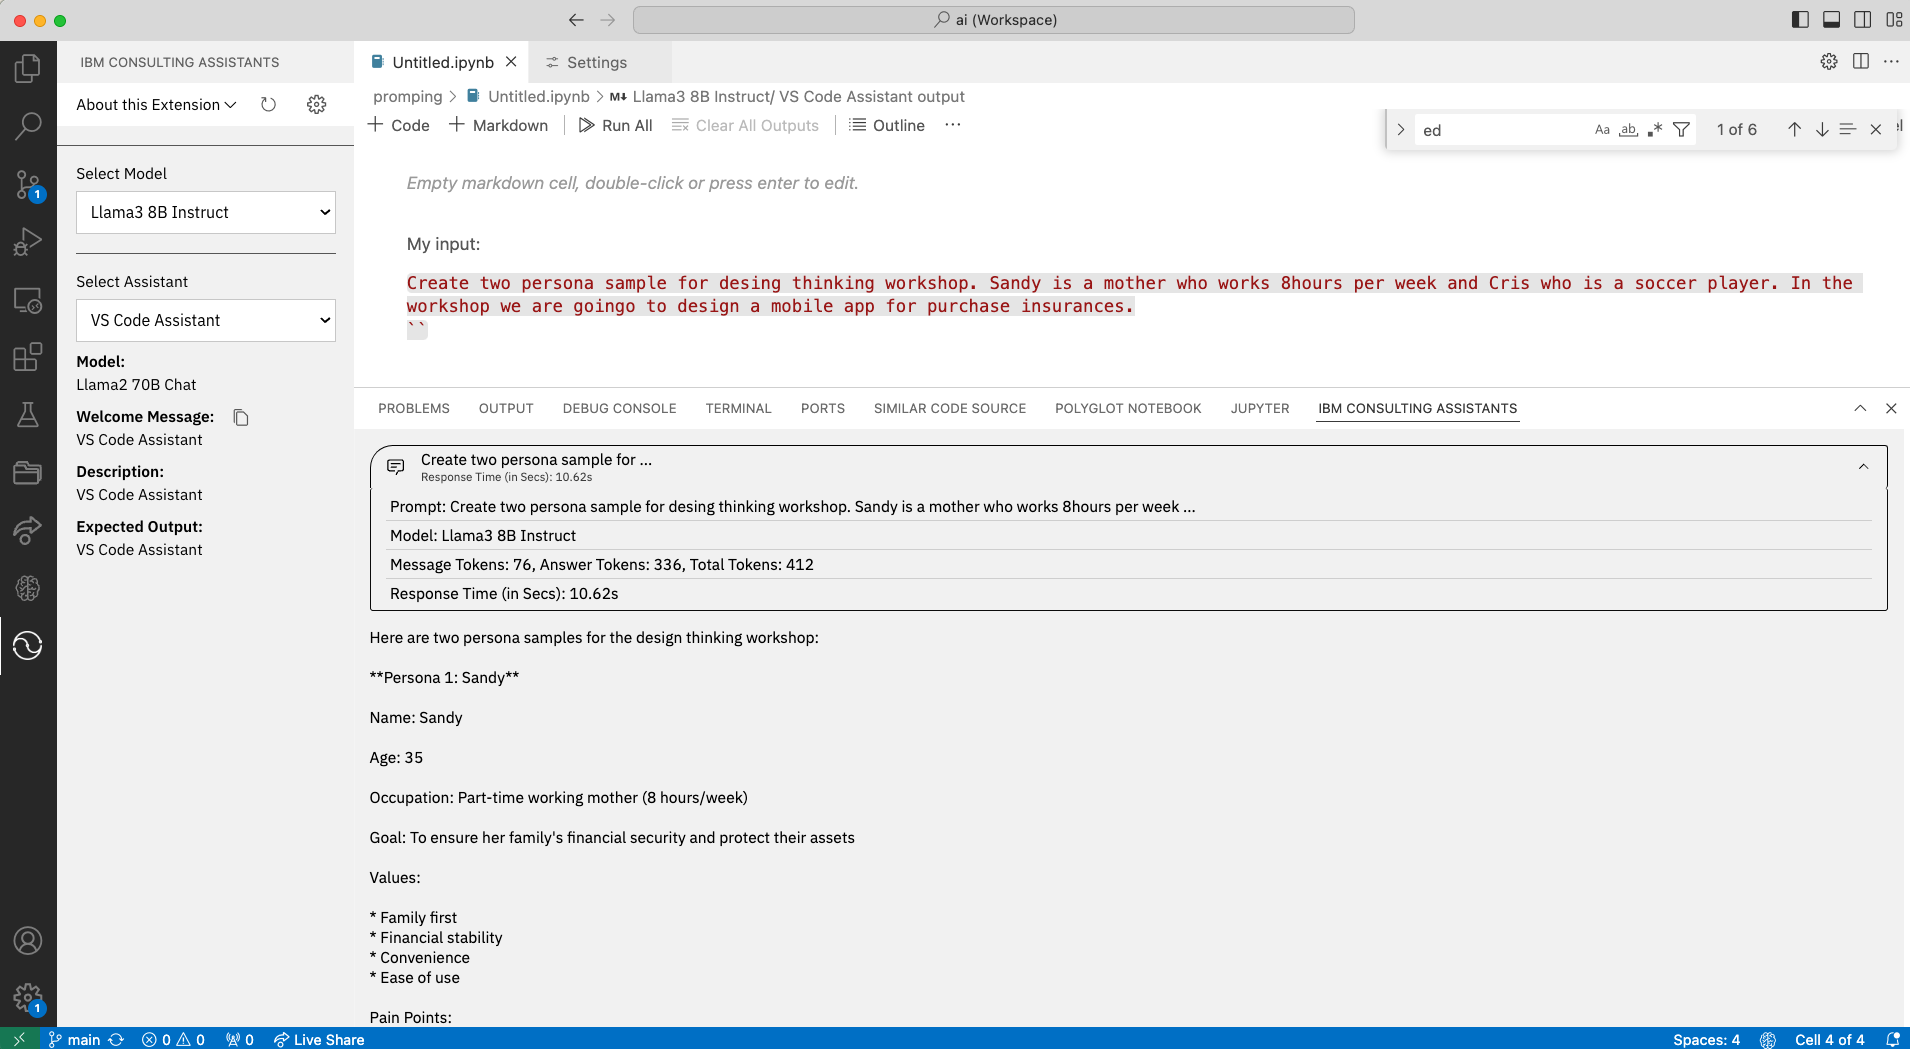 ai (Workspace)
IBM CONSULTING ASSISTANTS
About this Extension
Select Model
Llama3 8B Instruct
Select Assistant
VS Code Assistant
Model:
Llama2 70B Chat
Welcome Message:
VS Code Assistant
Description:
VS Code Assistant
Expected Output:
VS Code Assistant
1
1
Untitled.ipynb
Settings
promping > Untitled.ipynb > M↓ Llama3 8B Instruct/ VS Code Assistant output
+ Code + Markdown Run All Clear All Outputs Outline ...
ed Aa ab .* 1 of 6
Empty markdown cell, double-click or press enter to edit.
My input:
Create two persona sample for desing thinking workshop. Sandy is a mother who works 8hours per week and Cris who is a soccer player. In the
workshop we are goingo to design a mobile app for purchase insurances.
``
PROBLEMS OUTPUT DEBUG CONSOLE TERMINAL PORTS SIMILAR CODE SOURCE POLYGLOT NOTEBOOK JUPYTER IBM CONSULTING ASSISTANTS
Create two persona sample for ...
Response Time (in Secs): 10.62s
Prompt: Create two persona sample for desing thinking workshop. Sandy is a mother who works 8hours per week ...
Model: Llama3 8B Instruct
Message Tokens: 76, Answer Tokens: 336, Total Tokens: 412
Response Time (in Secs): 10.62s
Here are two persona samples for the design thinking workshop:
**Persona 1: Sandy**
Name: Sandy
Age: 35
Occupation: Part-time working mother (8 hours/week)
Goal: To ensure her family's financial security and protect their assets
Values:
* Family first
* Financial stability
* Convenience
* Ease of use
Pain Points:
main 0 0 0 Live Share Spaces: 4 Cell 4 of 4